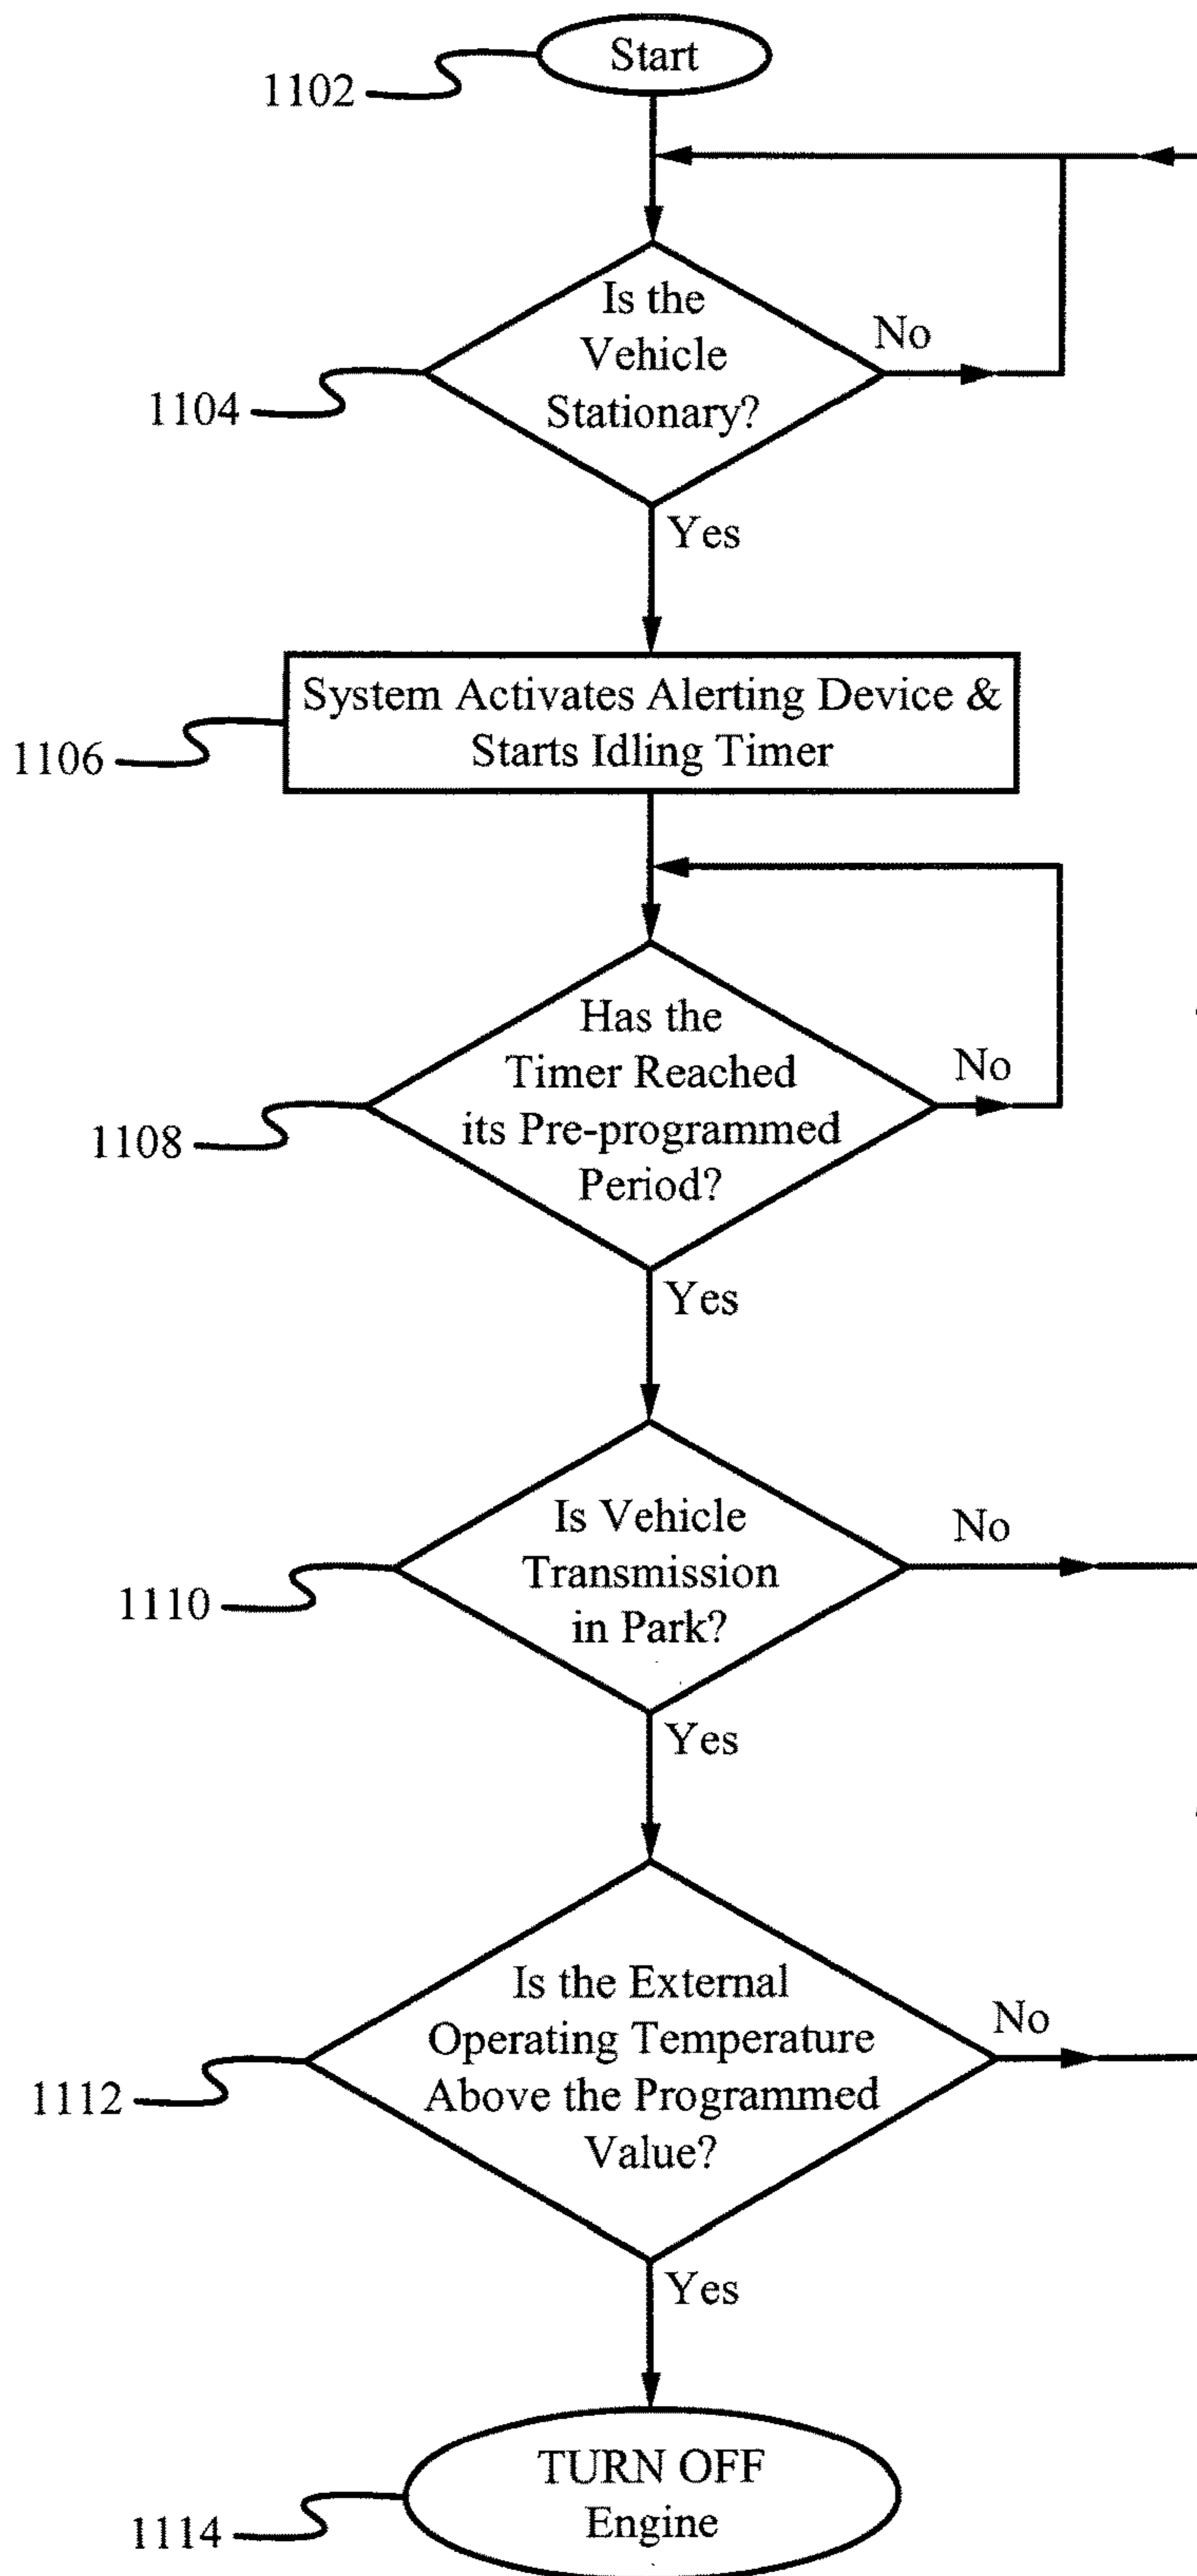 Start
1102
Is the
Vehicle
Stationary?
No
1104
Yes
System Activates Alerting Device &
Starts Idling Timer
1106
Has the
Timer Reached
its Pre-programmed
Period?
No
1108
Yes
Is Vehicle
Transmission
in Park?
No
1110
Yes
Is the External
Operating Temperature
Above the Programmed
Value?
No
1112
Yes
TURN OFF
Engine
1114